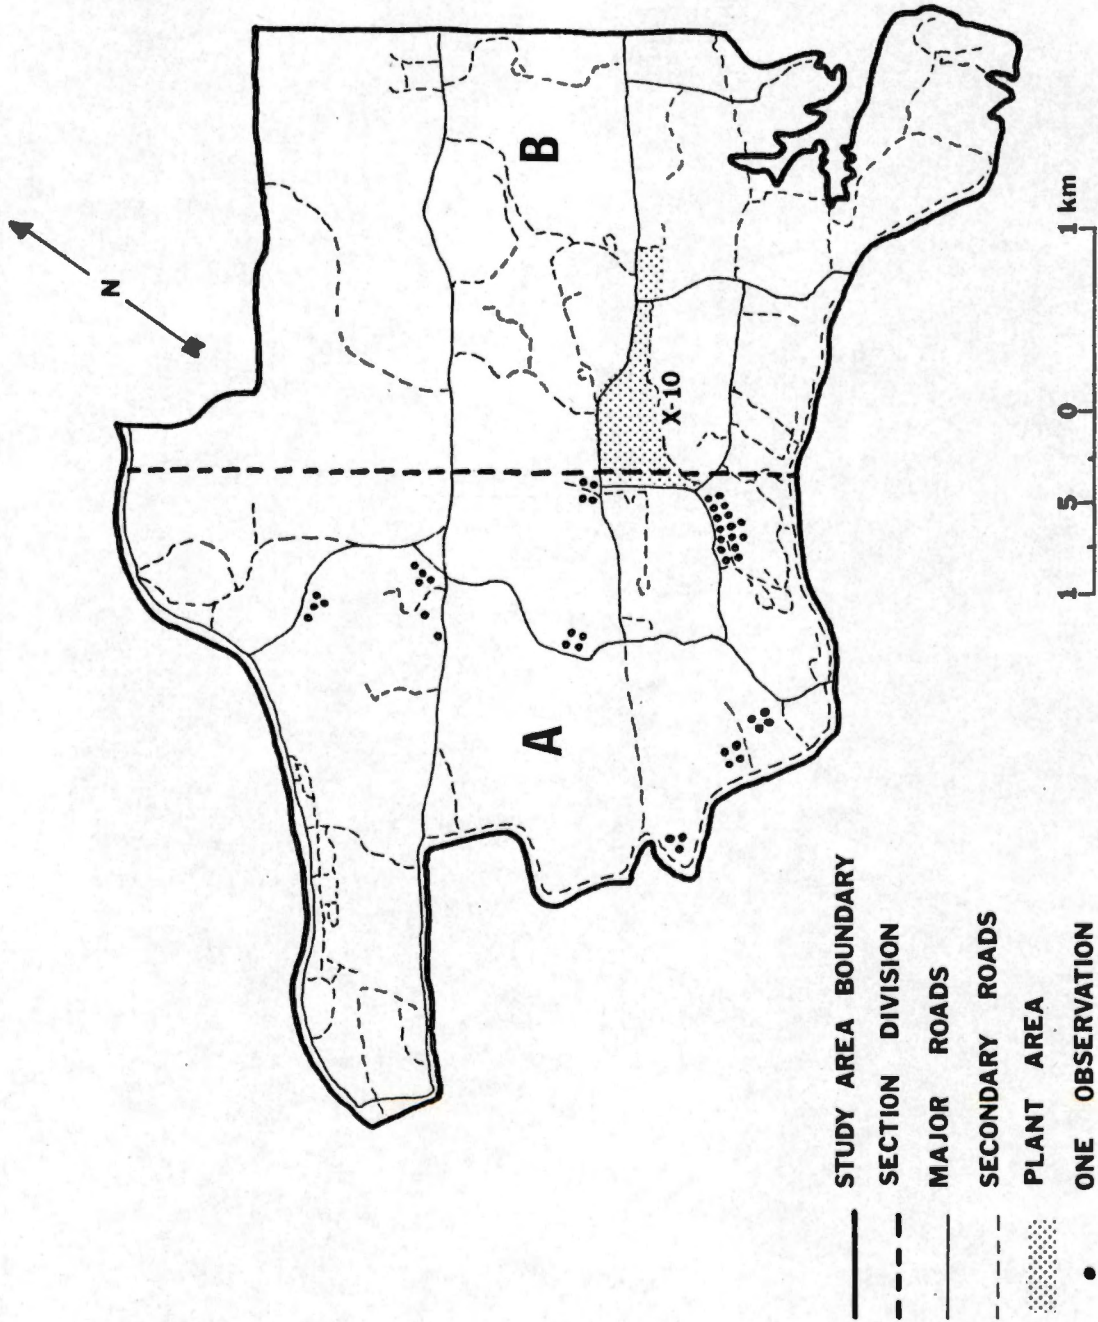 N
B
A
X-10
1 .5 0 1 km
STUDY AREA BOUNDARY
SECTION DIVISION
MAJOR ROADS
SECONDARY ROADS
PLANT AREA
ONE OBSERVATION